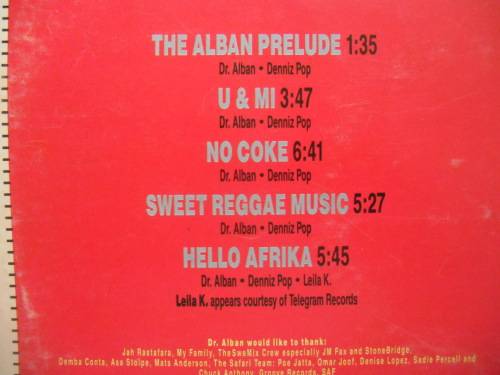 THE ALBAN PRELUDE 1:35
Dr. Alban • Denniz Pop
U & MI 3:47
Dr. Alban • Denniz Pop
NO COKE 6:41
Dr. Alban • Denniz Pop
SWEET REGGAE MUSIC 5:27
Dr. Alban • Denniz Pop
HELLO AFRIKA 5:45
Dr. Alban • Denniz Pop • Leila K.
Leila K. appears courtesy of Telegram Records
Dr. Alban would like to thank:
Jah Rastafara, My Family, TheSweMix Crew especially JM Fax and StoneBridge,
Demba Conta, Asa Stolpe, Mats Anderson, The Safari Team: Poe Jatta, Omar Joof, Denise Lopez, Sadie Percell and
Chuck Anthony, Groove Records, SAF